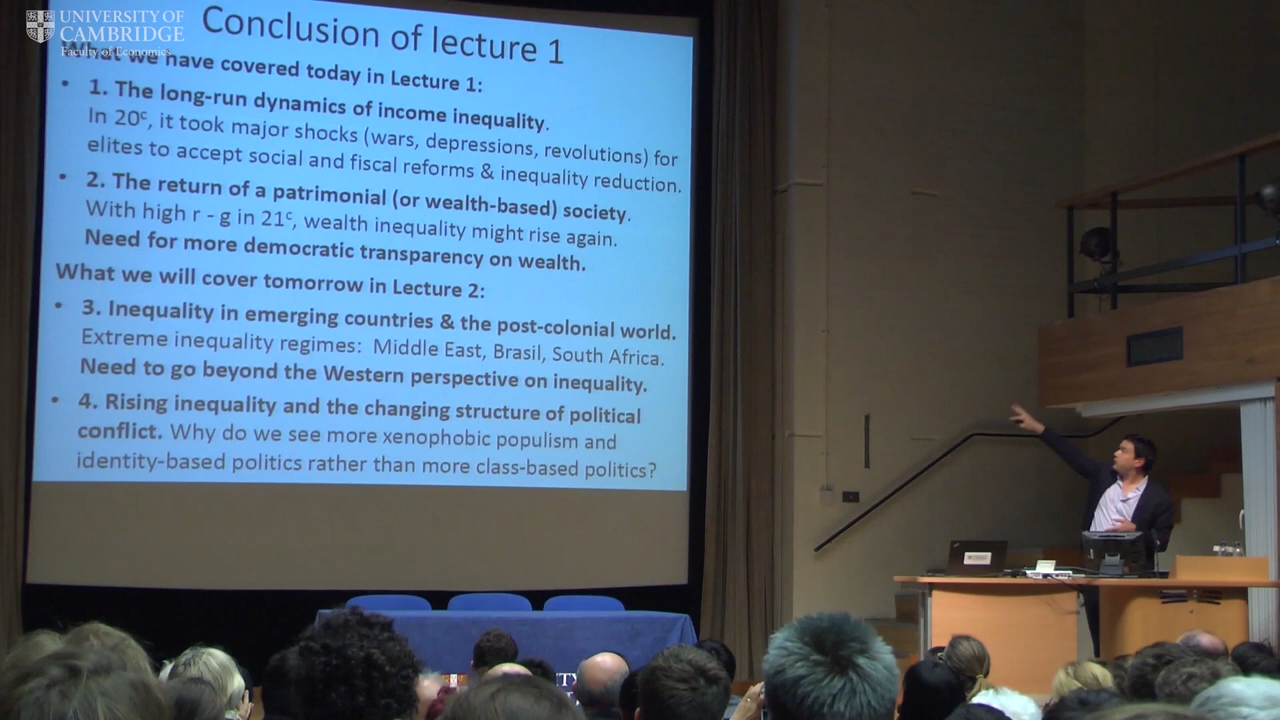 UNIVERSITY OF
CAMBRIDGE
Faculty of Economics
Conclusion of lecture 1
What we have covered today in Lecture 1:
• 1. The long-run dynamics of income inequality.
In 20ᶜ, it took major shocks (wars, depressions, revolutions) for
elites to accept social and fiscal reforms & inequality reduction.
• 2. The return of a patrimonial (or wealth-based) society.
With high r - g in 21ᶜ, wealth inequality might rise again.
Need for more democratic transparency on wealth.
What we will cover tomorrow in Lecture 2:
• 3. Inequality in emerging countries & the post-colonial world.
Extreme inequality regimes: Middle East, Brasil, South Africa.
Need to go beyond the Western perspective on inequality.
• 4. Rising inequality and the changing structure of political
conflict. Why do we see more xenophobic populism and
identity-based politics rather than more class-based politics?